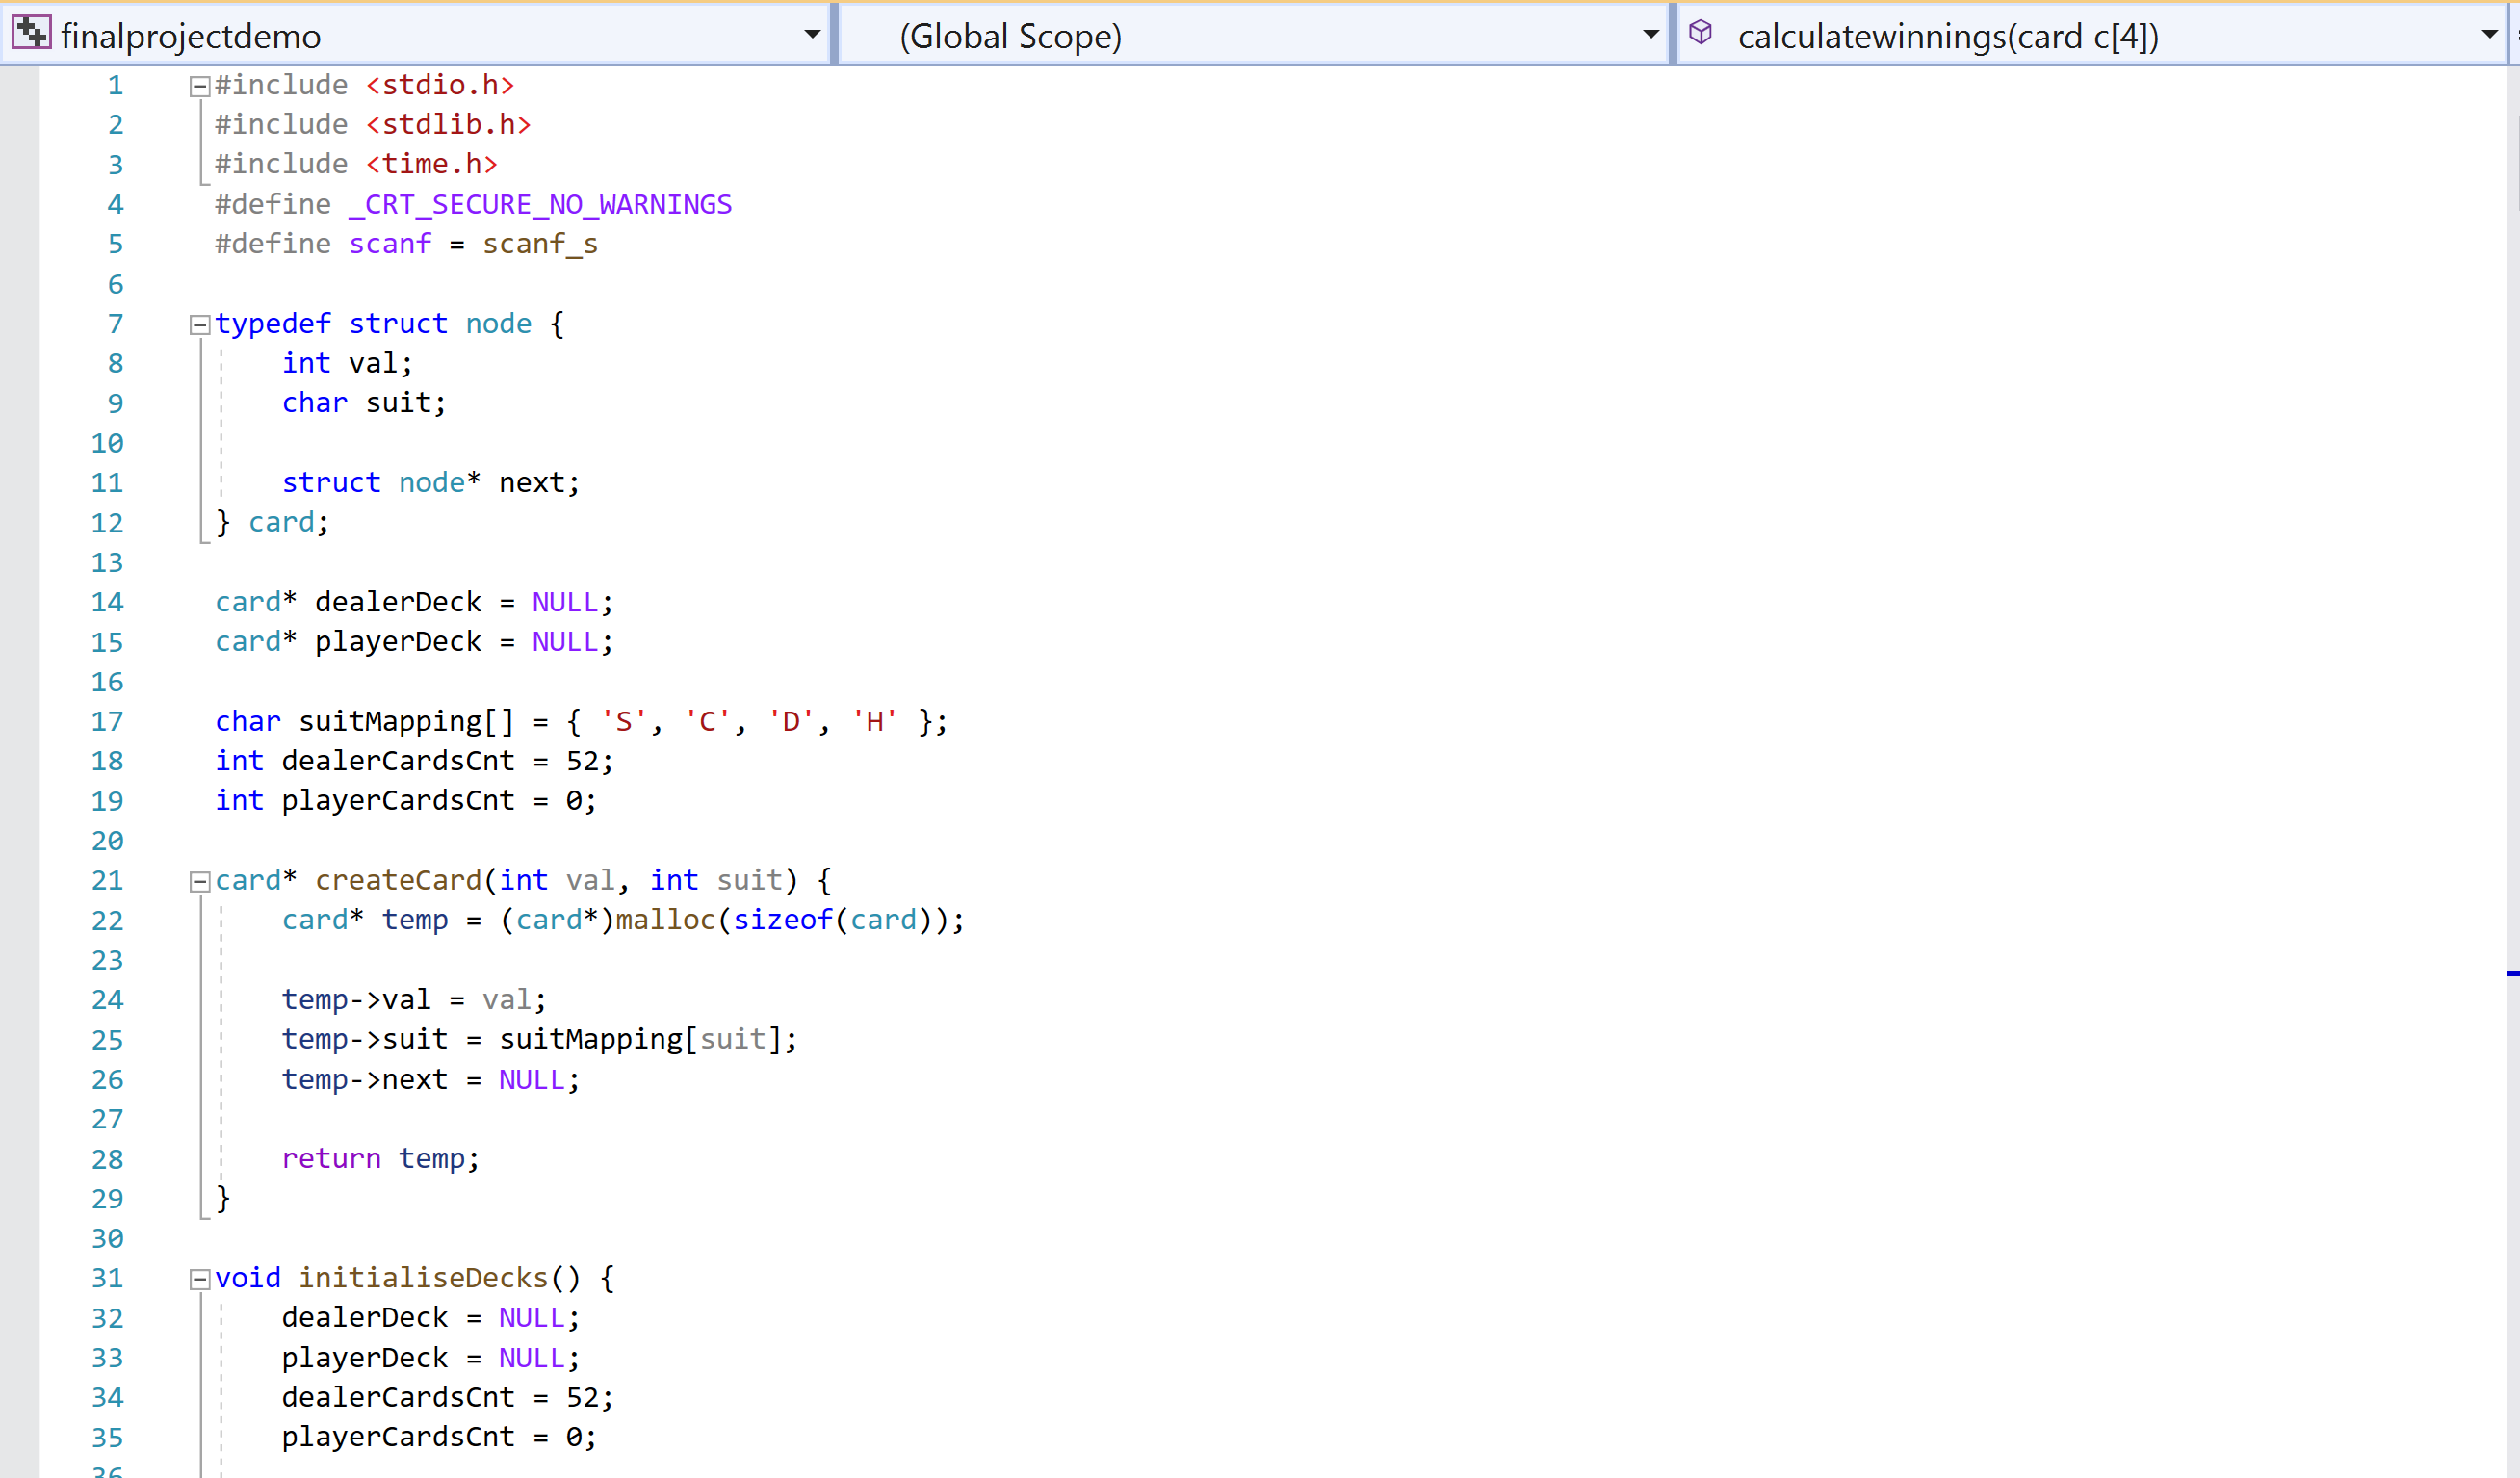 finalprojectdemo (Global Scope) calculatewinnings(card c[4])
1 #include <stdio.h>
2 #include <stdlib.h>
3 #include <time.h>
4 #define _CRT_SECURE_NO_WARNINGS
5 #define scanf = scanf_s
6
7 typedef struct node {
8     int val;
9     char suit;
10
11     struct node* next;
12 } card;
13
14 card* dealerDeck = NULL;
15 card* playerDeck = NULL;
16
17 char suitMapping[] = { 'S', 'C', 'D', 'H' };
18 int dealerCardsCnt = 52;
19 int playerCardsCnt = 0;
20
21 card* createCard(int val, int suit) {
22     card* temp = (card*)malloc(sizeof(card));
23
24     temp->val = val;
25     temp->suit = suitMapping[suit];
26     temp->next = NULL;
27
28     return temp;
29 }
30
31 void initialiseDecks() {
32     dealerDeck = NULL;
33     playerDeck = NULL;
34     dealerCardsCnt = 52;
35     playerCardsCnt = 0;
36